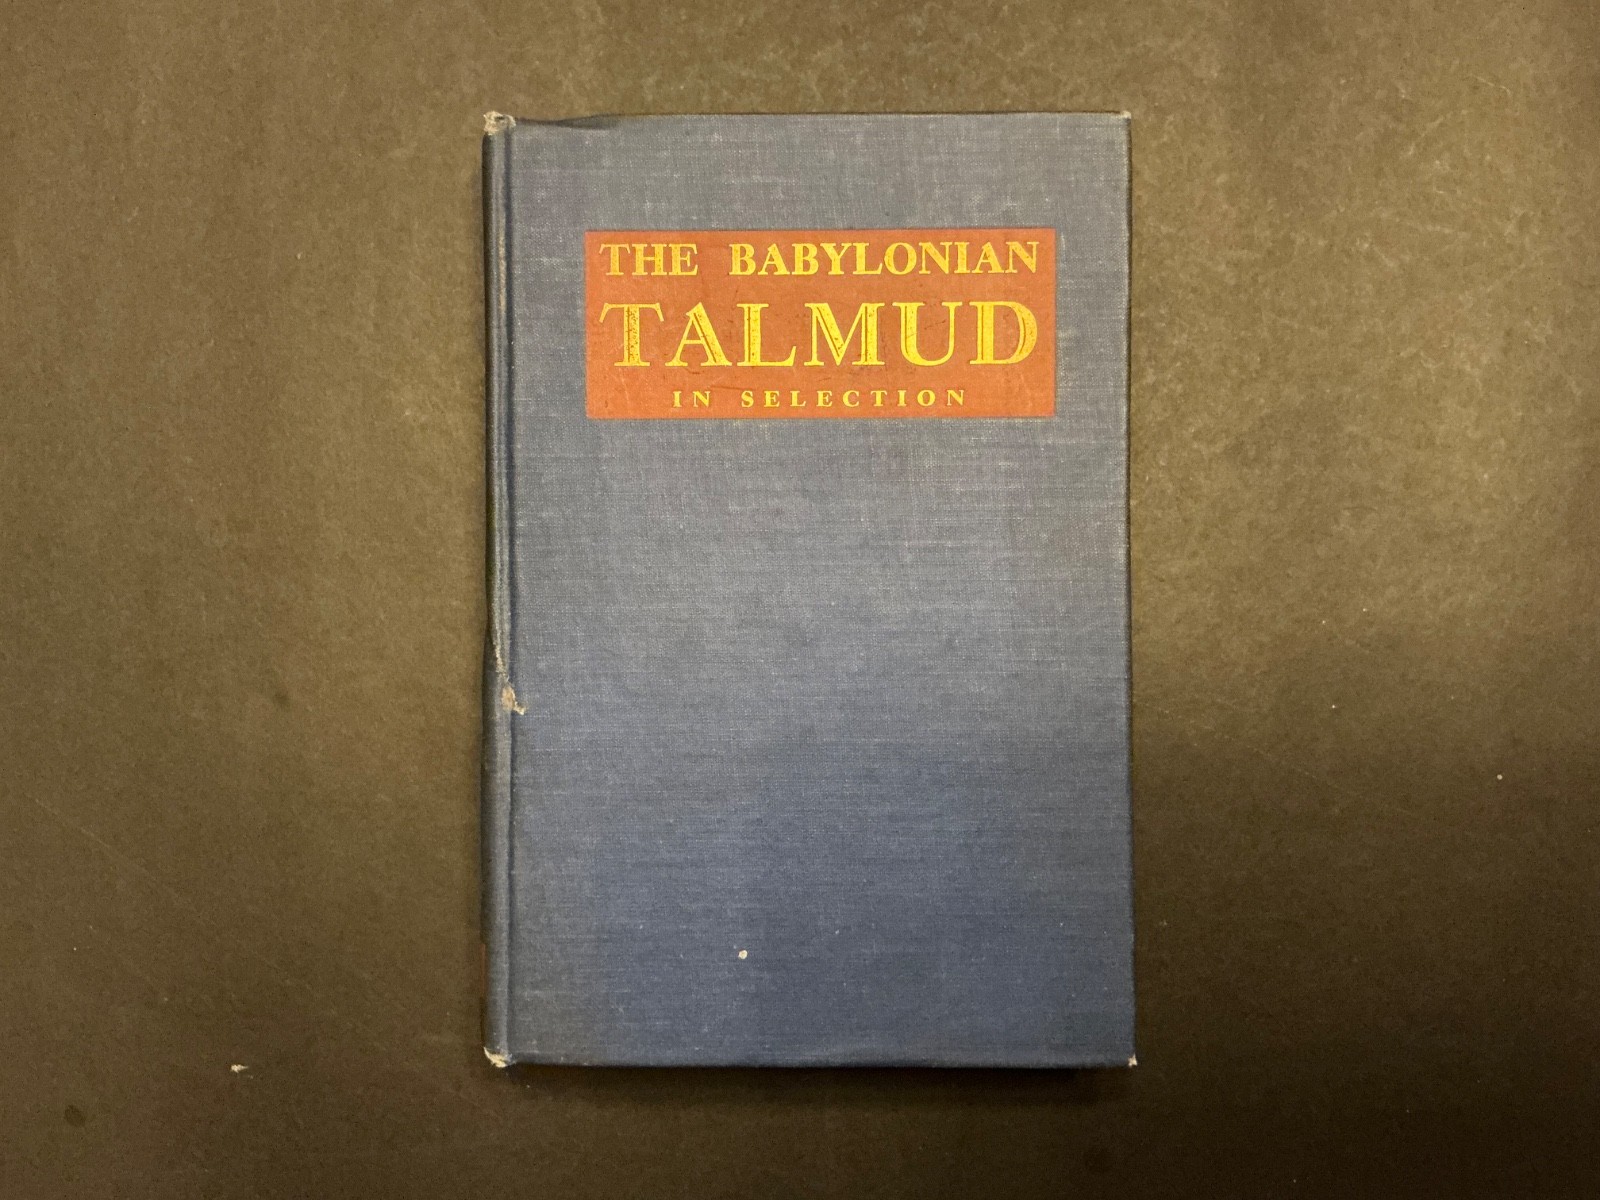 THE BABYLONIAN
TALMUD
IN SELECTION